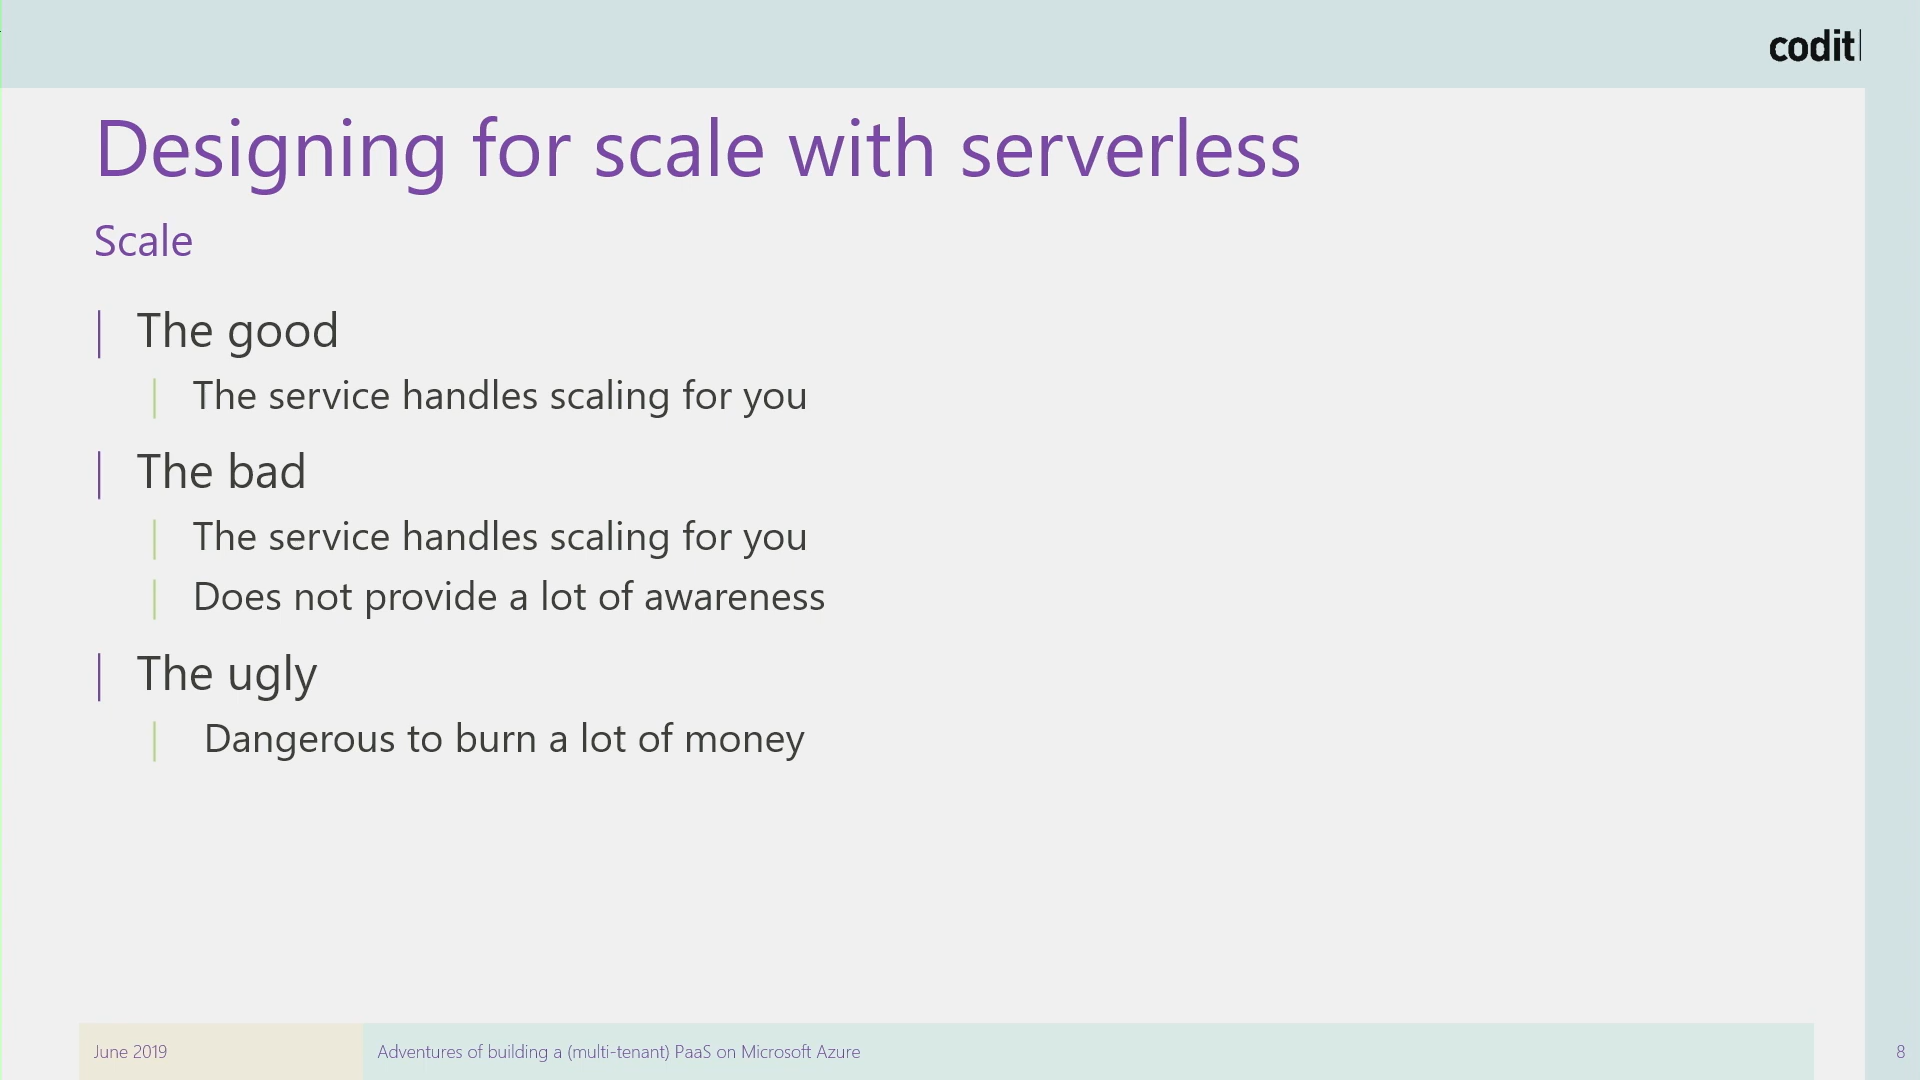 codit
Designing for scale with serverless
Scale
The good
The service handles scaling for you
The bad
The service handles scaling for you
Does not provide a lot of awareness
The ugly
Dangerous to burn a lot of money
June 2019
Adventures of building a (multi-tenant) PaaS on Microsoft Azure
8